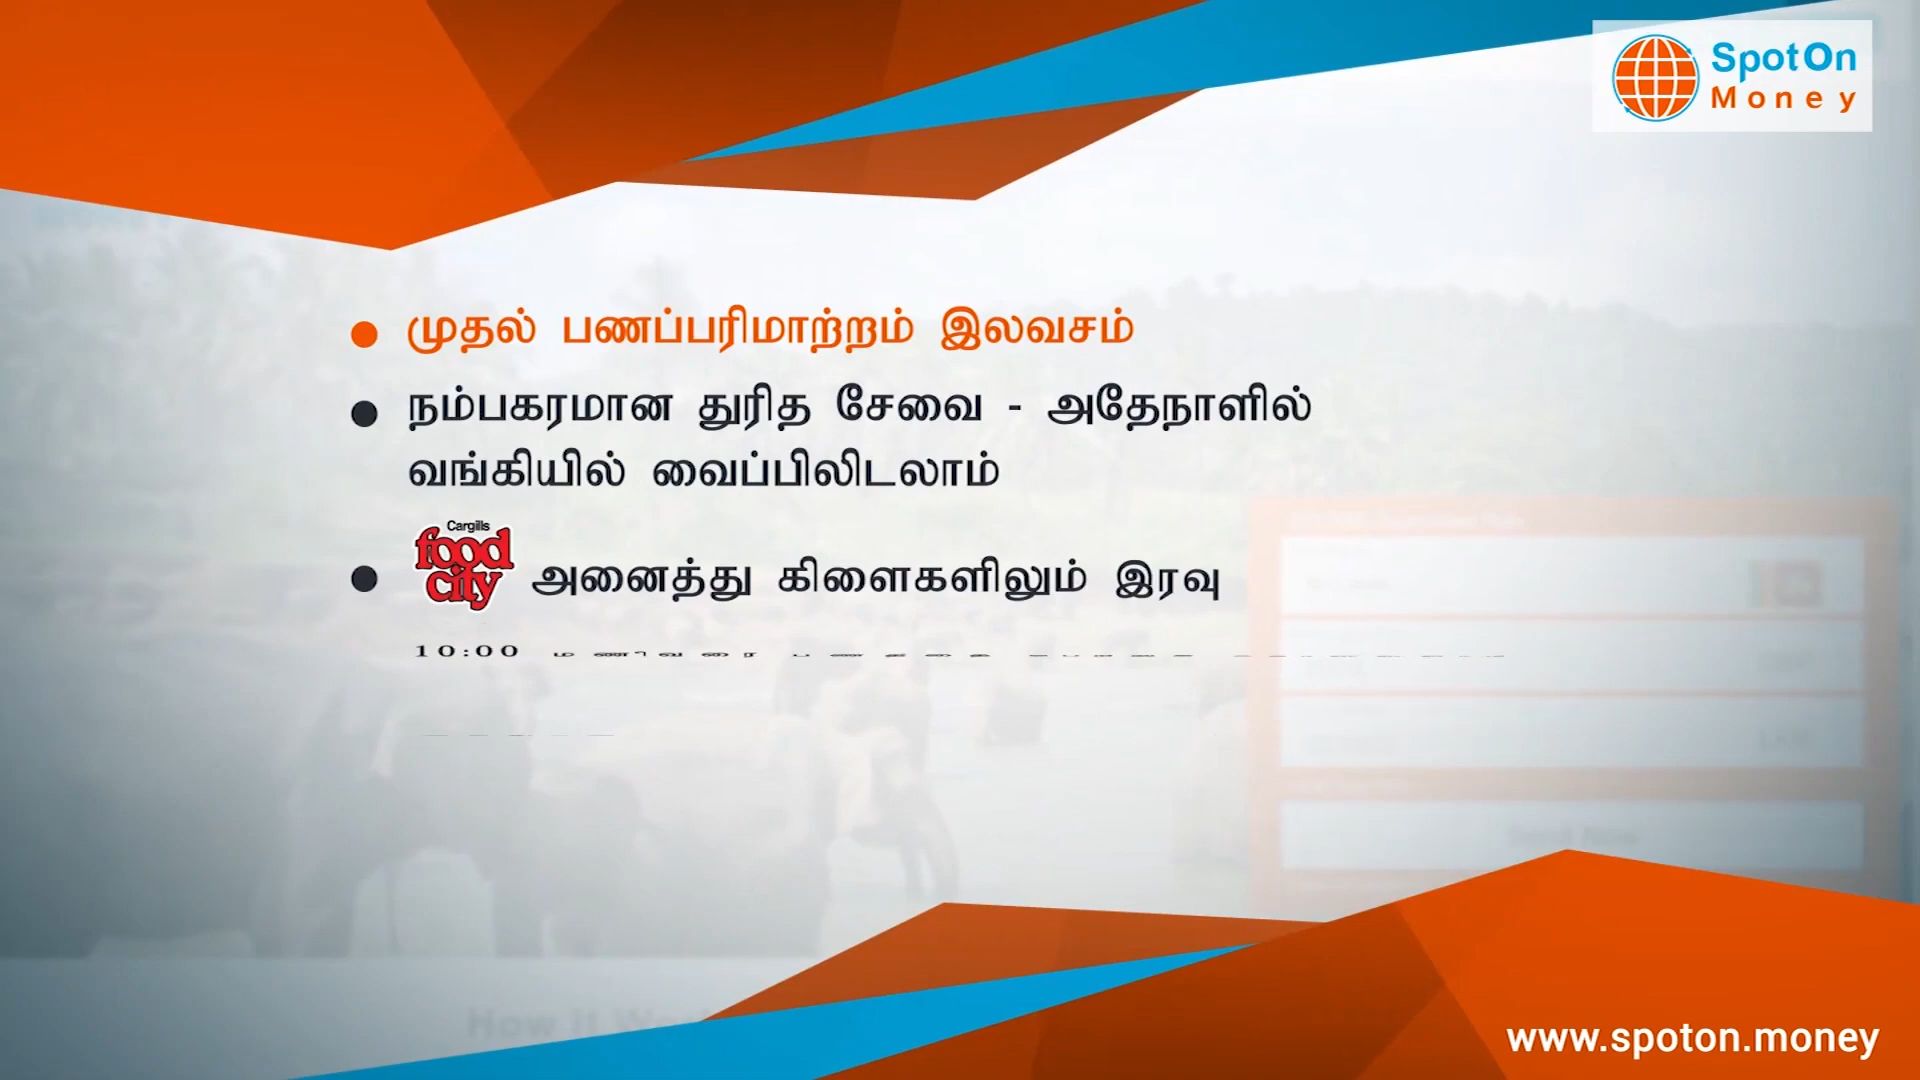 SpotOn
Money
முதல் பணப்பரிமாற்றம் இலவசம்
நம்பகரமான துரித சேவை - அதேநாளில்
வங்கியில் வைப்பிலிடலாம்
Cargills
food
city
அனைத்து கிளைகளிலும் இரவு
10:00
www.spoton.money